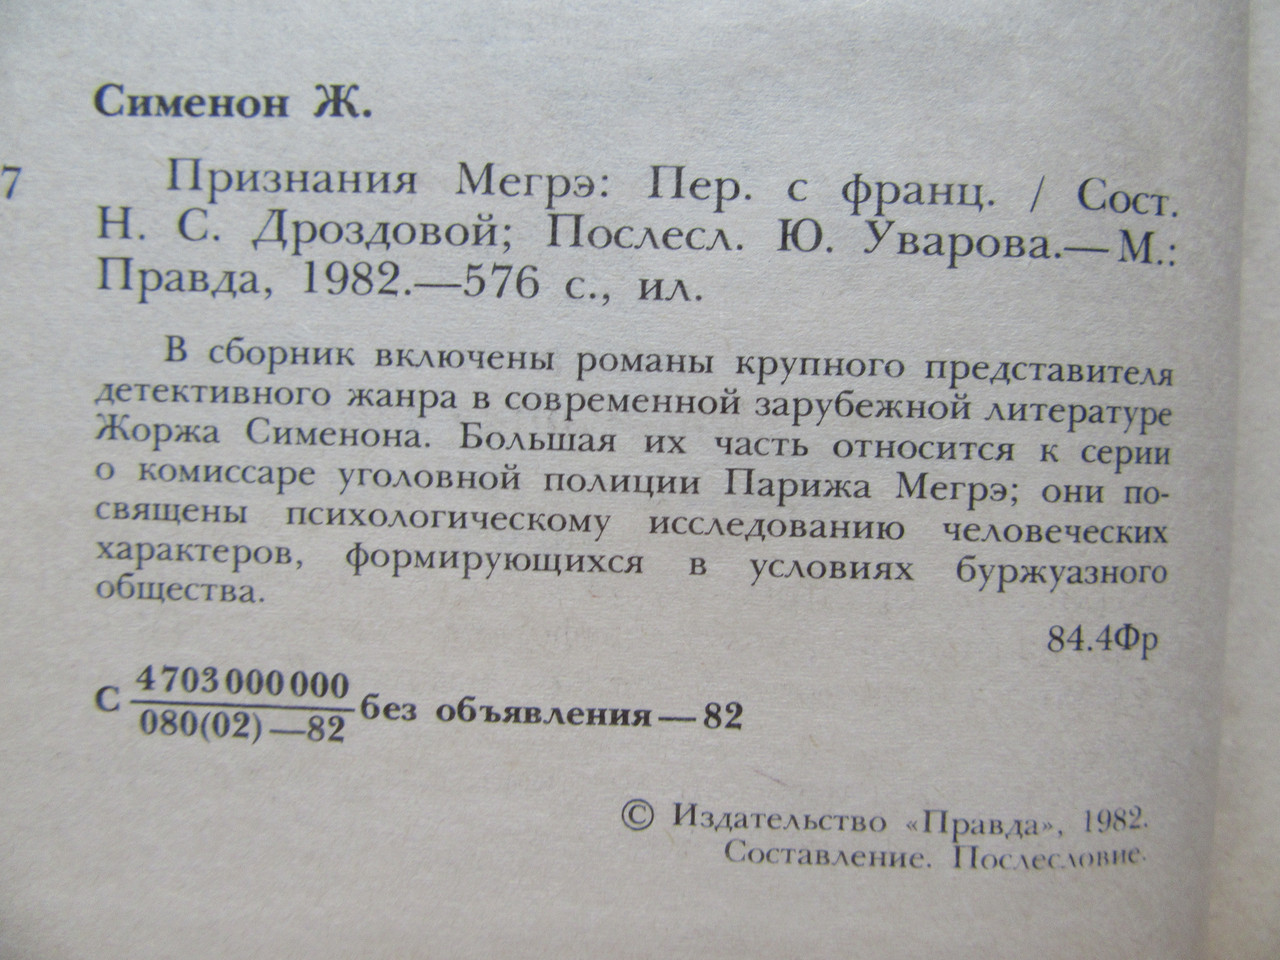 Сименон Ж.
7 Признания Мегрэ: Пер. с франц. / Сост.
Н. С. Дроздовой; Послесл. Ю. Уварова.— М.:
Правда, 1982.—576 с., ил.
В сборник включены романы крупного представителя
детективного жанра в современной зарубежной литературе
Жоржа Сименона. Большая их часть относится к серии
о комиссаре уголовной полиции Парижа Мегрэ; они по-
священы психологическому исследованию человеческих
характеров, формирующихся в условиях буржуазного
общества.
84.4Фр
4703000000
С без объявления—82
080(02)—82
© Издательство «Правда», 1982.
Составление. Послесловие.